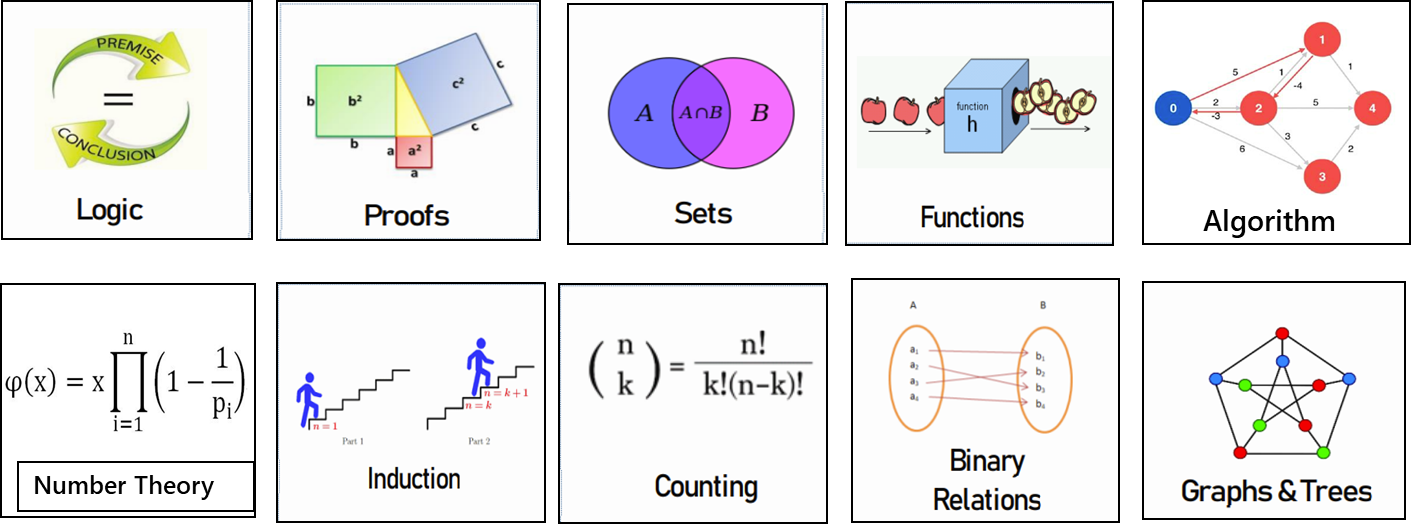 PREMISE
=
CONCLUSION
Logic
b
b²
b
c²
c
c
a
a²
a
Proofs
A
A∩B
B
Sets
function
h
Functions
0
1
2
3
4
5
2
-3
6
1
-4
1
5
3
2
Algorithm
n
φ(x) = x ∏ (1 − 1/pᵢ)
i=1
Number Theory
n = 1
Part 1
n = k
n = k + 1
Part 2
Induction
(n k) = n! / k!(n−k)!
Counting
A
B
a₁
a₂
a₃
a₄
b₁
b₂
b₃
b₄
Binary
Relations
Graphs & Trees